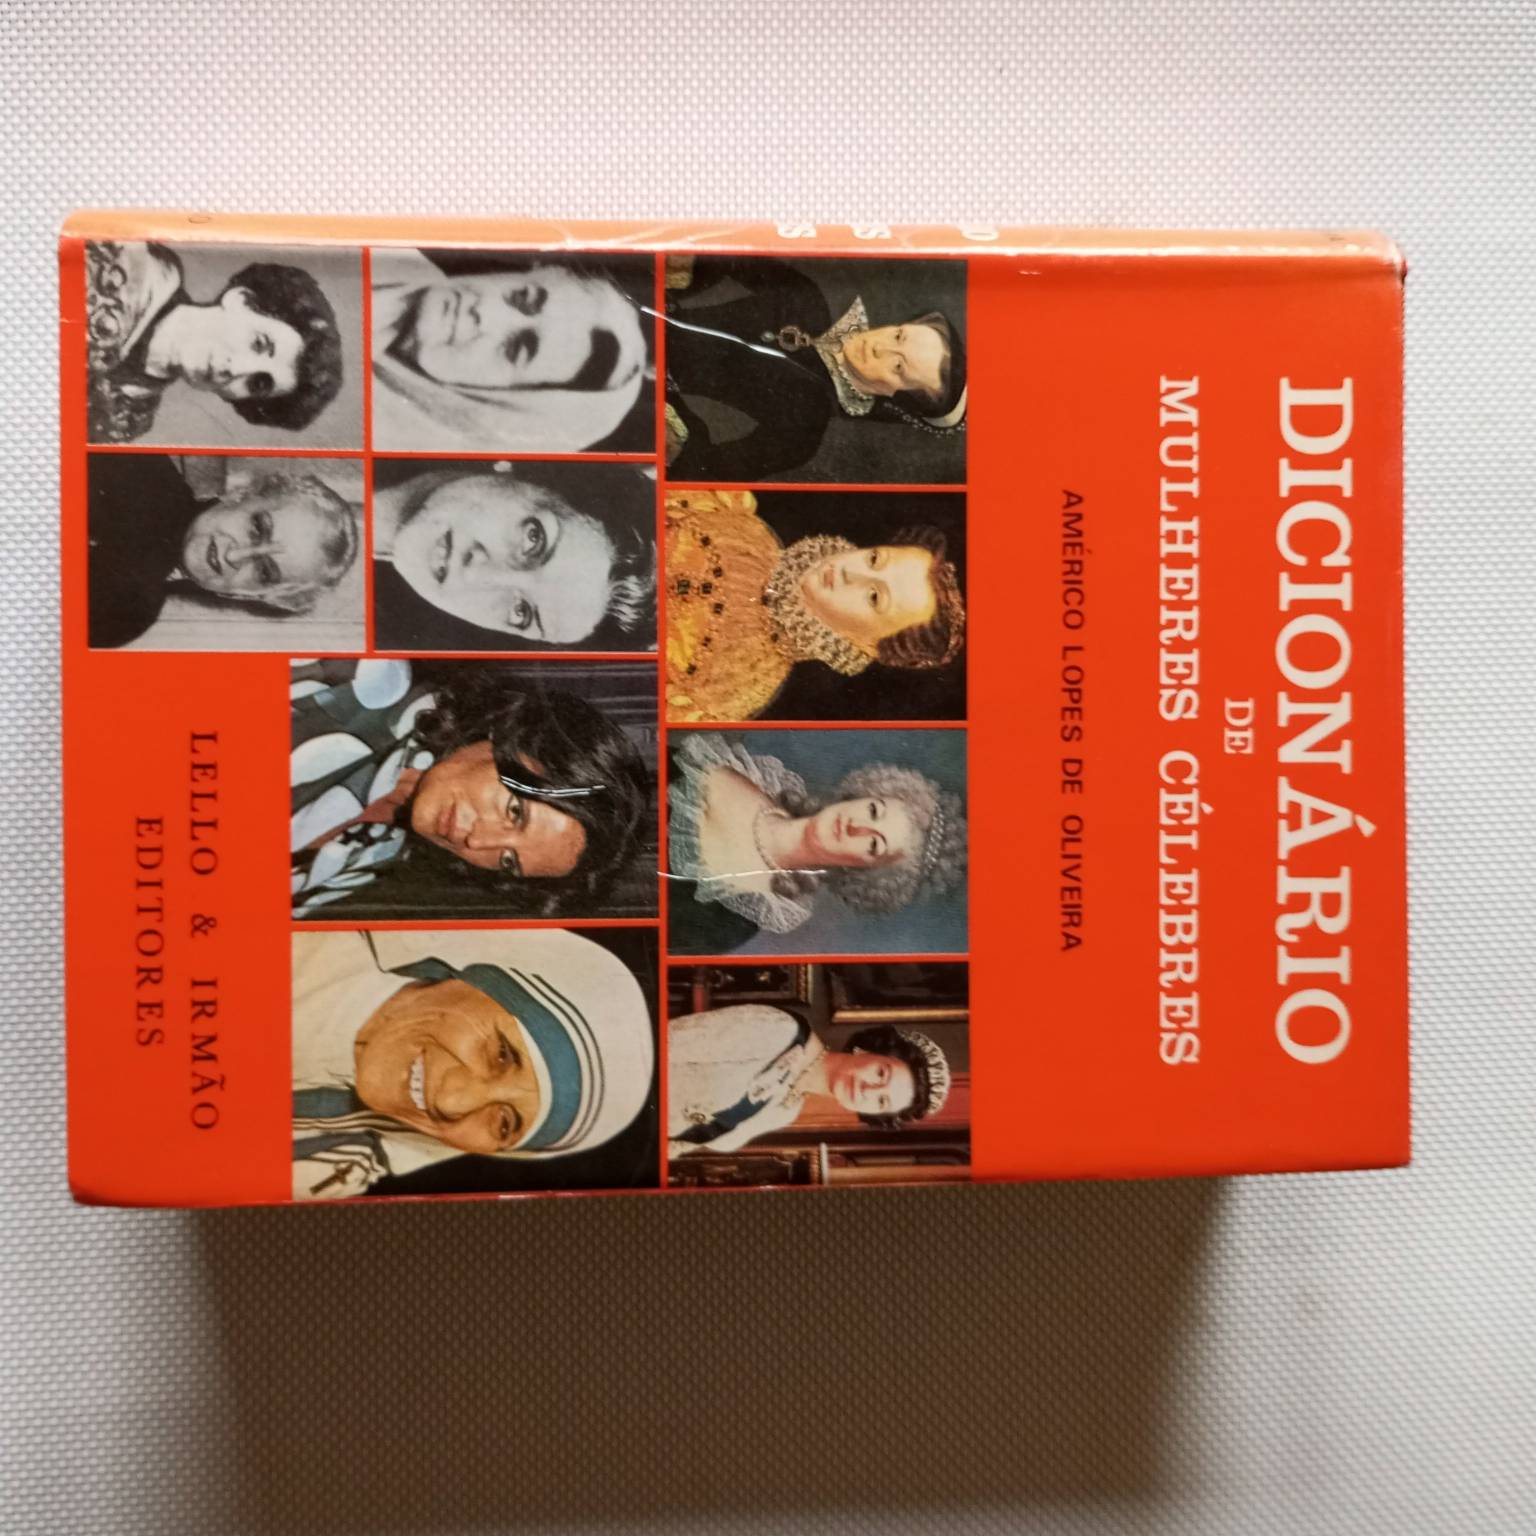 DICIONÁRIO
DE
MULHERES CÉLEBRES
AMÉRICO LOPES DE OLIVEIRA
LELLO & IRMÃO
EDITORES